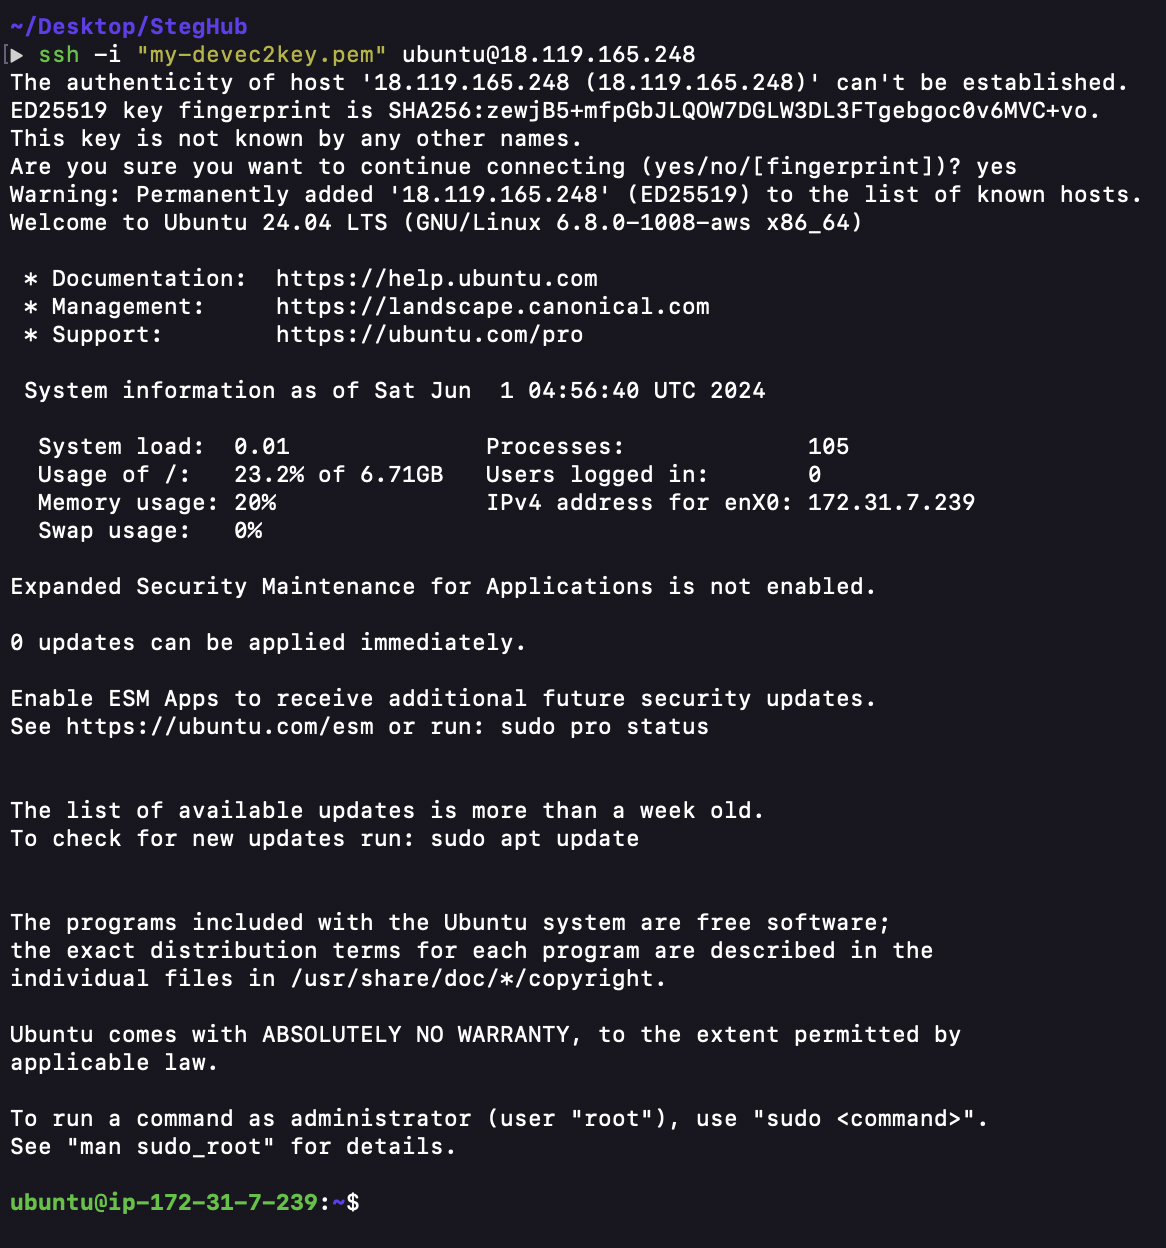 ~/Desktop/StegHub
▶ ssh -i "my-devec2key.pem" ubuntu@18.119.165.248
The authenticity of host '18.119.165.248 (18.119.165.248)' can't be established.
ED25519 key fingerprint is SHA256:zewjB5+mfpGbJLQOW7DGLW3DL3FTgebgoc0v6MVC+vo.
This key is not known by any other names.
Are you sure you want to continue connecting (yes/no/[fingerprint])? yes
Warning: Permanently added '18.119.165.248' (ED25519) to the list of known hosts.
Welcome to Ubuntu 24.04 LTS (GNU/Linux 6.8.0-1008-aws x86_64)

 * Documentation:  https://help.ubuntu.com
 * Management:     https://landscape.canonical.com
 * Support:        https://ubuntu.com/pro

 System information as of Sat Jun  1 04:56:40 UTC 2024

  System load:  0.01              Processes:             105
  Usage of /:   23.2% of 6.71GB   Users logged in:       0
  Memory usage: 20%               IPv4 address for enX0: 172.31.7.239
  Swap usage:   0%

Expanded Security Maintenance for Applications is not enabled.

0 updates can be applied immediately.

Enable ESM Apps to receive additional future security updates.
See https://ubuntu.com/esm or run: sudo pro status

The list of available updates is more than a week old.
To check for new updates run: sudo apt update

The programs included with the Ubuntu system are free software;
the exact distribution terms for each program are described in the
individual files in /usr/share/doc/*/copyright.

Ubuntu comes with ABSOLUTELY NO WARRANTY, to the extent permitted by
applicable law.

To run a command as administrator (user "root"), use "sudo <command>".
See "man sudo_root" for details.

ubuntu@ip-172-31-7-239:~$